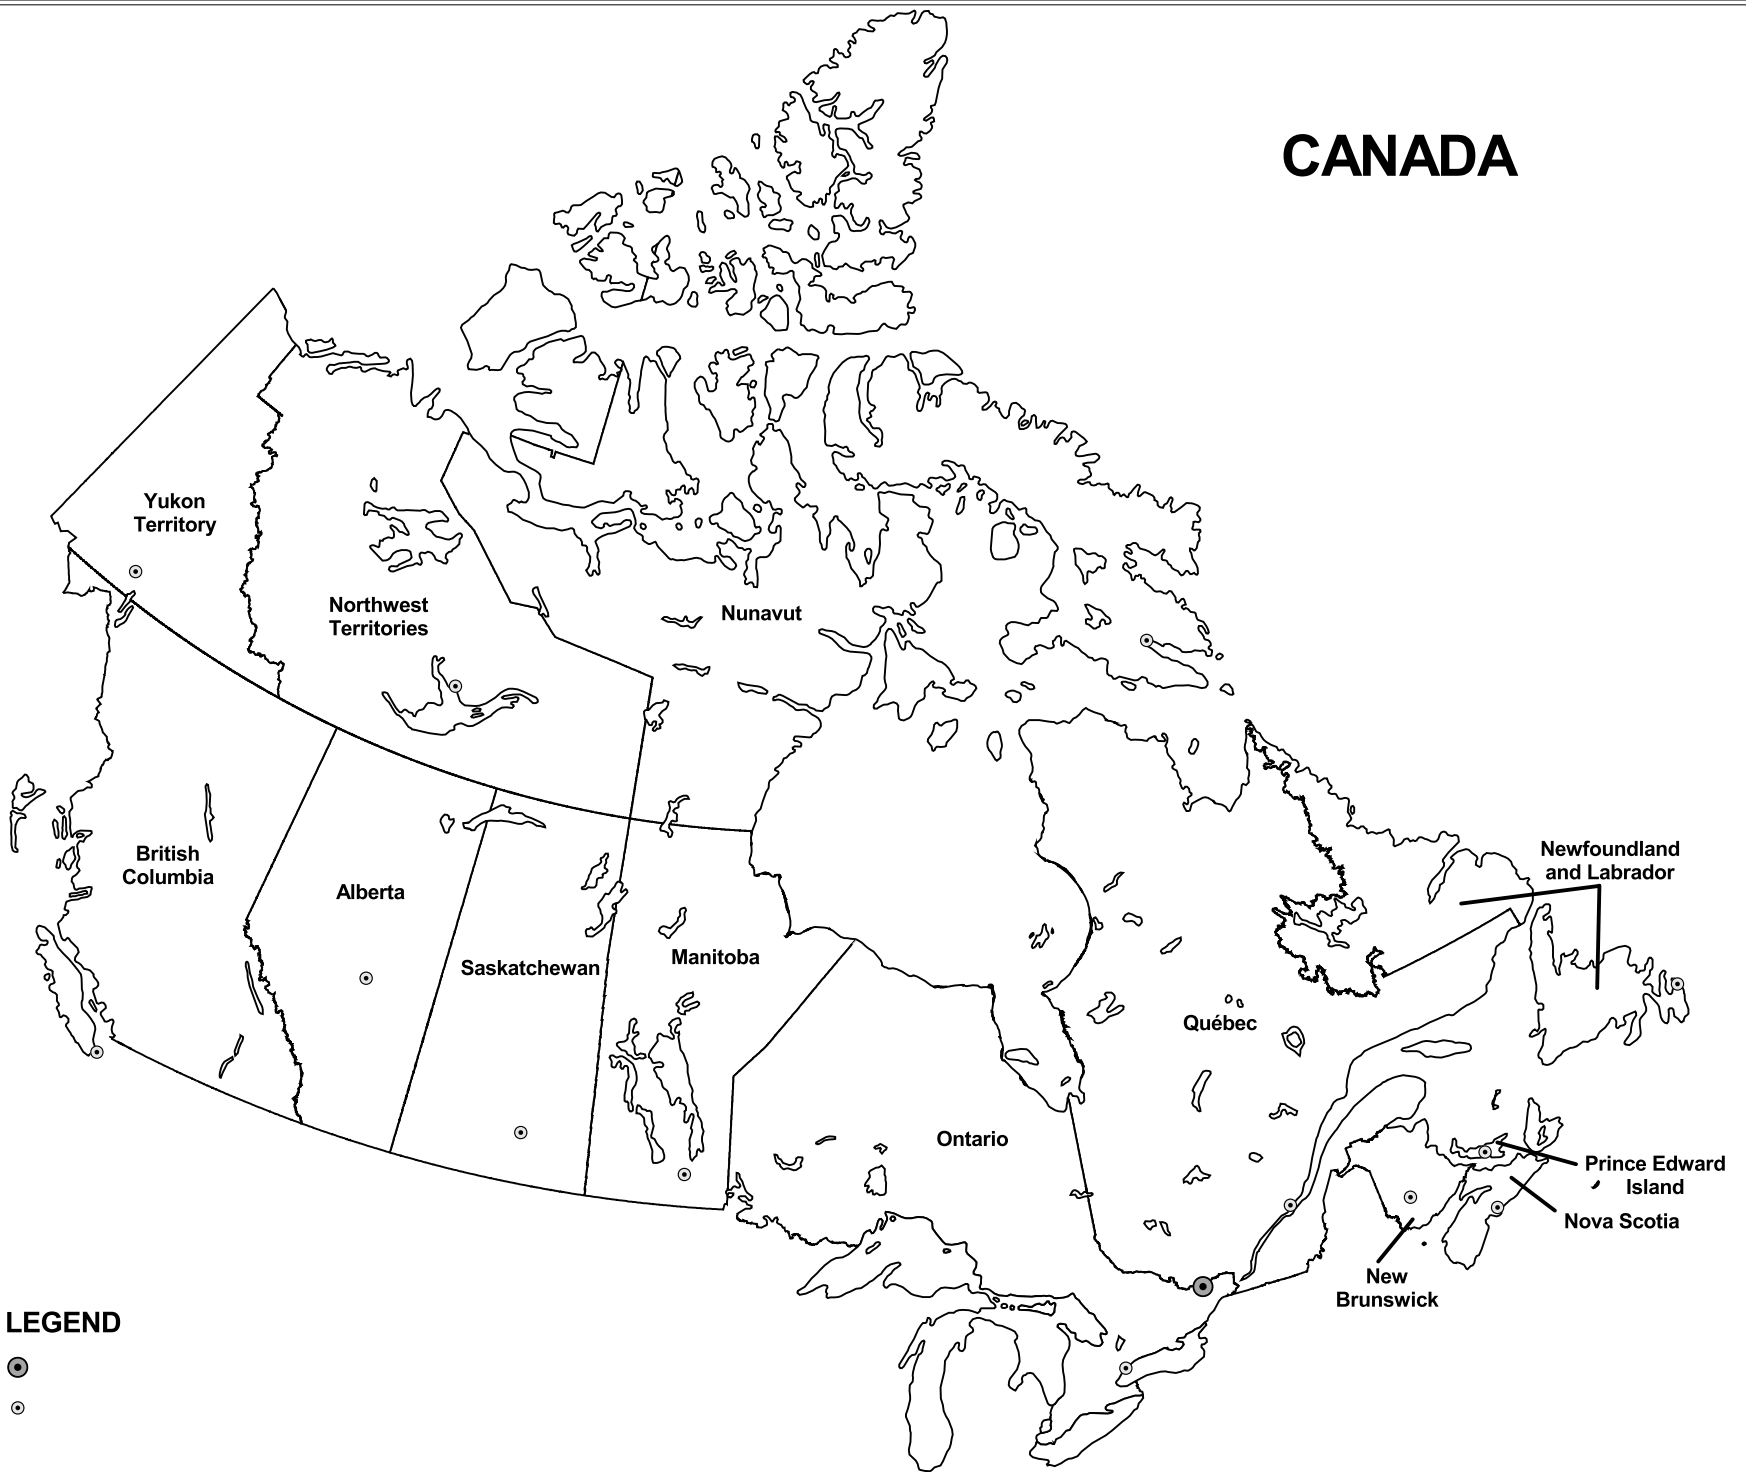 CANADA
Yukon
Territory
Northwest
Territories
Nunavut
British
Columbia
Alberta
Saskatchewan
Manitoba
Newfoundland
and Labrador
Québec
Ontario
Prince Edward
Island
Nova Scotia
New
Brunswick
LEGEND